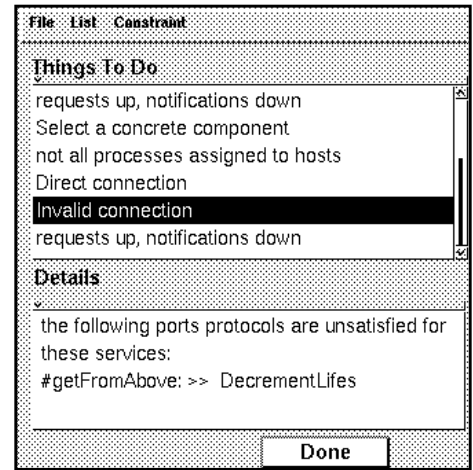 File List Constraint
Things To Do
requests up, notifications down
Select a concrete component
not all processes assigned to hosts
Direct connection
Invalid connection
requests up, notifications down
Details
the following ports protocols are unsatisfied for
these services:
#getFromAbove: >> DecrementLifes
Done